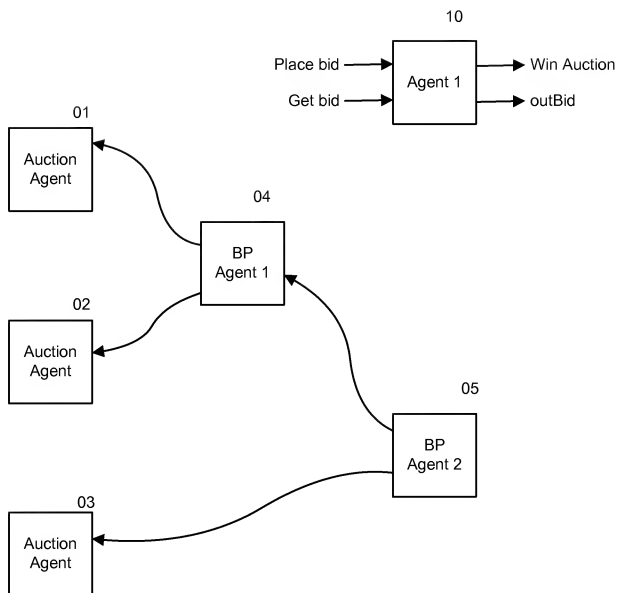 10
Place bid
Get bid
Agent 1
Win Auction
outBid
01
Auction
Agent
04
BP
Agent 1
02
Auction
Agent
05
BP
Agent 2
03
Auction
Agent